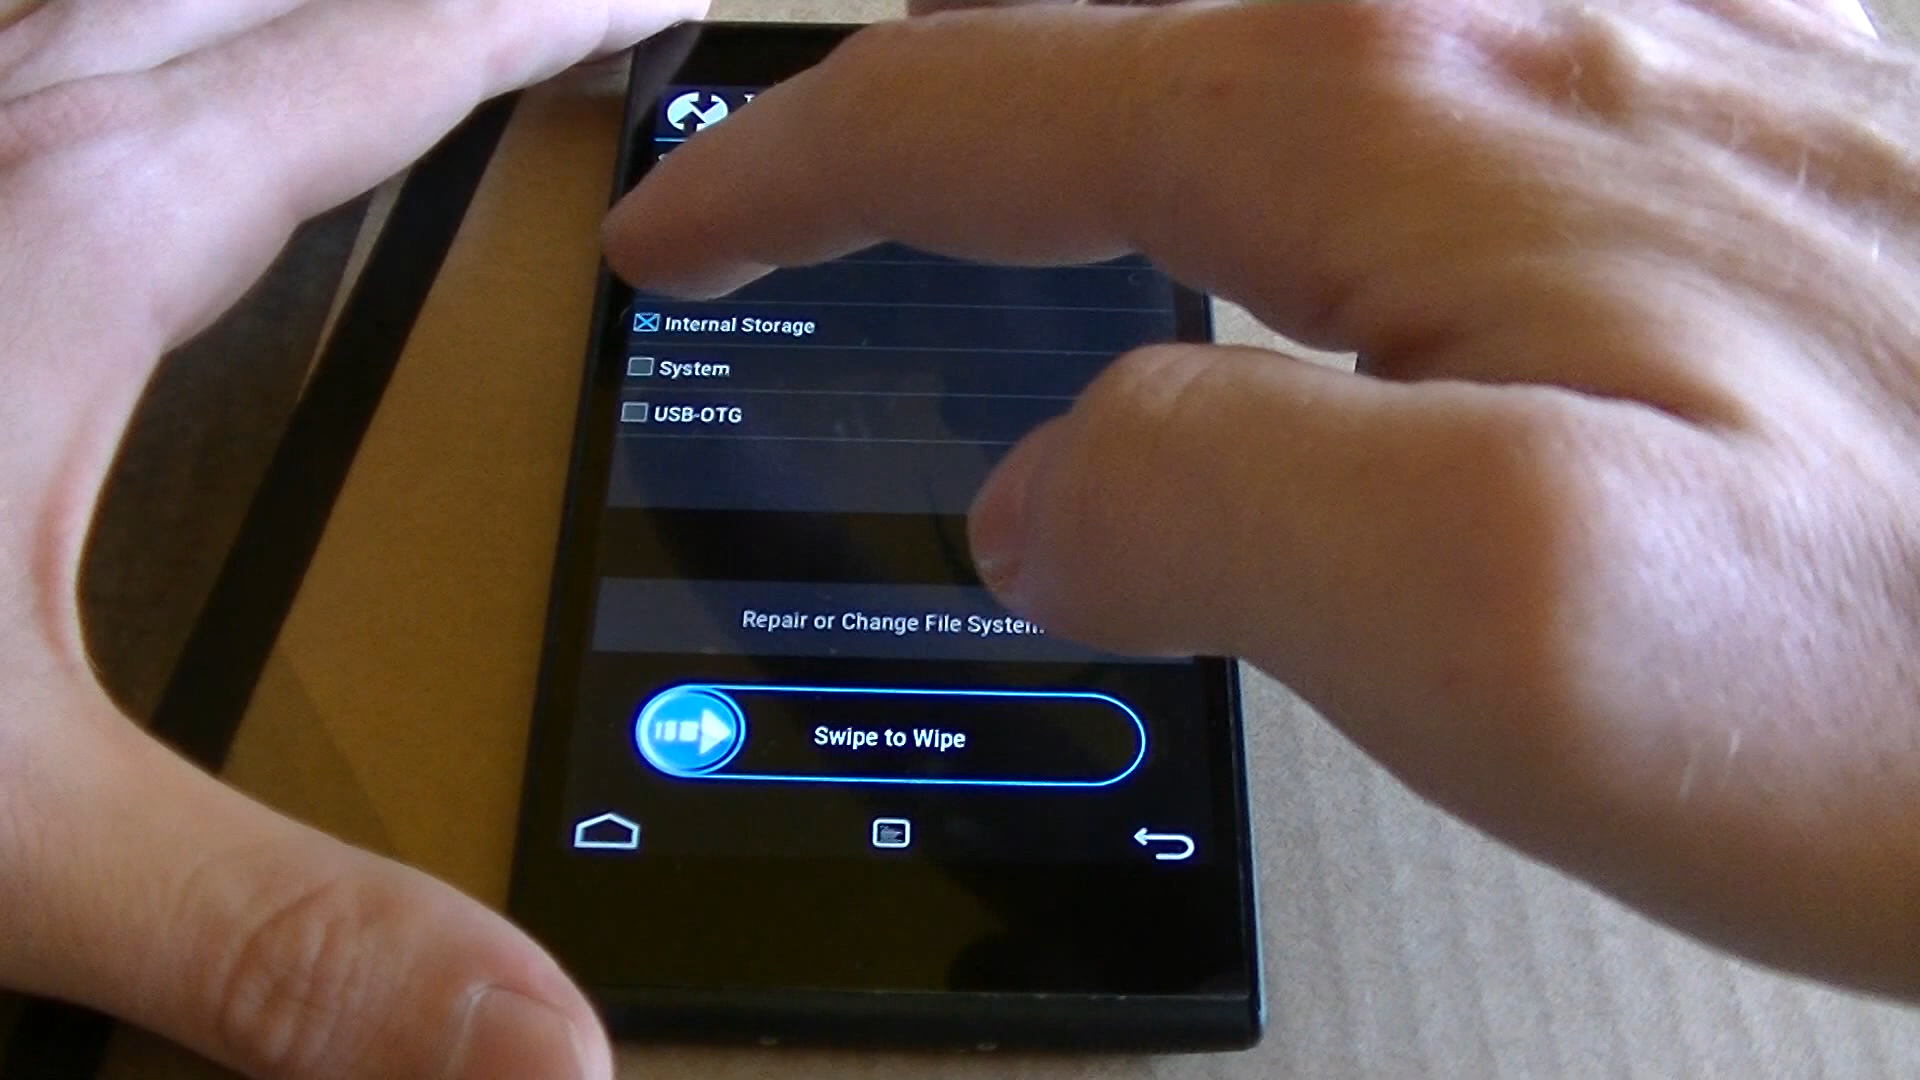 Internal Storage
System
USB-OTG
Repair or Change File System
Swipe to Wipe